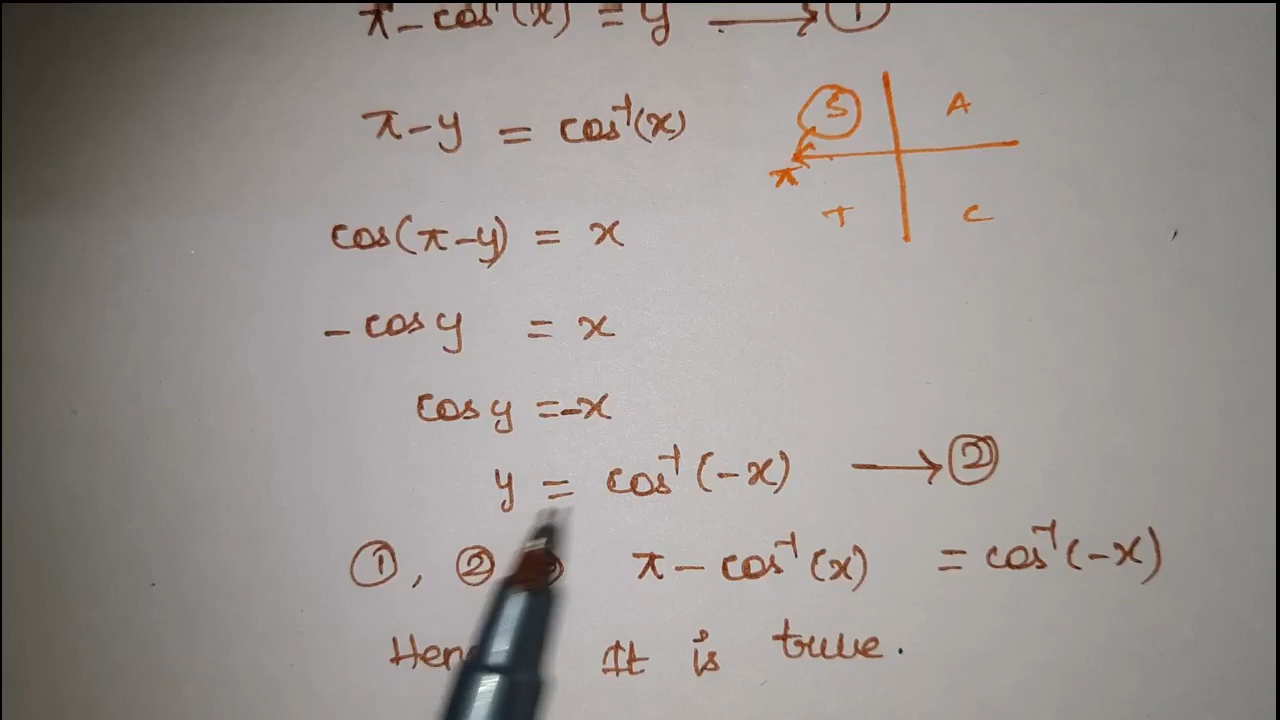 π - cos⁻¹(x) = y ⟶ ①
π-y = cos⁻¹(x)
S A
π
T C
cos(π-y) = x
- cos y = x
cos y = -x
y = cos⁻¹(-x) ⟶ ②
①, ② π - cos⁻¹(x) = cos⁻¹(-x)
It is true.